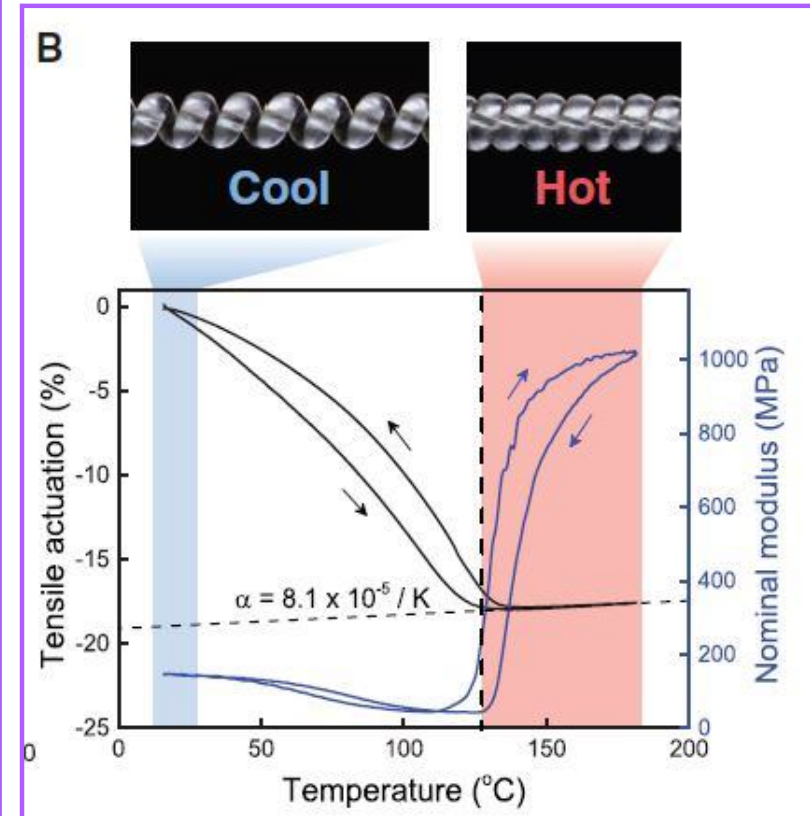 B
Cool
Hot
Tensile actuation (%)
0
-5
-10
-15
-20
-25
α = 8.1 x 10⁻⁵ / K
Nominal modulus (MPa)
1000
800
600
400
200
0
0
0
50
100
150
200
Temperature (°C)